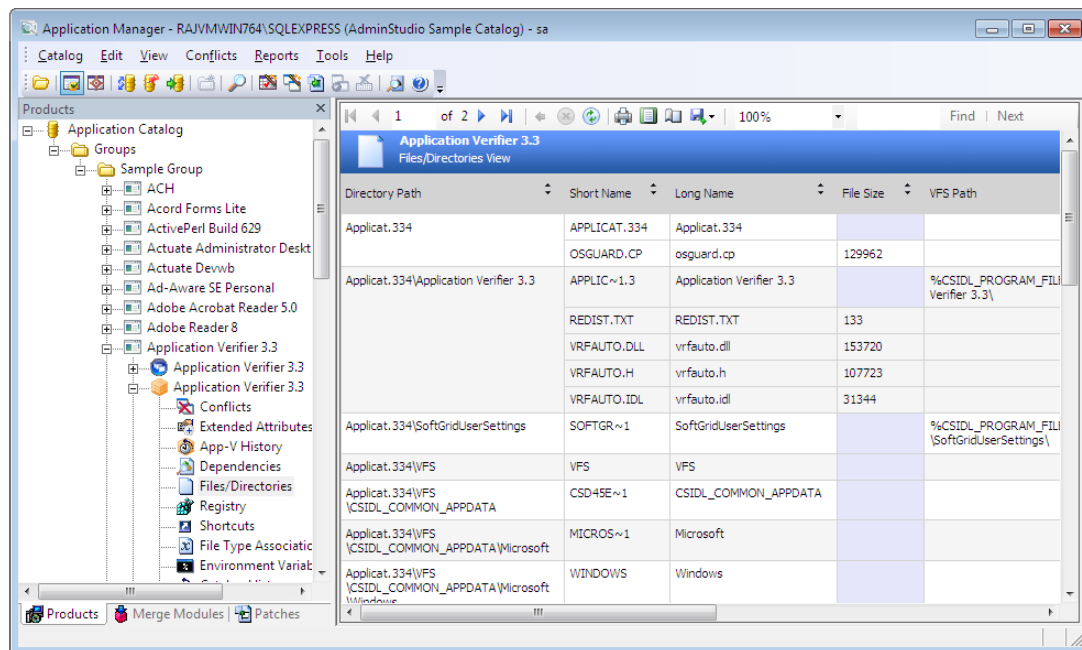 Application Manager - RAJVMWIN764\SQLEXPRESS (AdminStudio Sample Catalog) - sa
Catalog Edit View Conflicts Reports Tools Help
Products
Application Catalog
Groups
Sample Group
ACH
Acord Forms Lite
ActivePerl Build 629
Actuate Administrator Deskt
Actuate Devwb
Ad-Aware SE Personal
Adobe Acrobat Reader 5.0
Adobe Reader 8
Application Verifier 3.3
Application Verifier 3.3
Application Verifier 3.3
Conflicts
Extended Attributes
App-V History
Dependencies
Files/Directories
Registry
Shortcuts
File Type Associatic
Environment Variab
Products Merge Modules Patches
1 of 2 100% Find | Next
Application Verifier 3.3
Files/Directories View
Directory Path Short Name Long Name File Size VFS Path
Applicat.334 APPLICAT.334 Applicat.334
OSGUARD.CP osguard.cp 129962
Applicat.334\Application Verifier 3.3 APPLIC~1.3 Application Verifier 3.3 %CSIDL_PROGRAM_FIL
Verifier 3.3\
REDIST.TXT REDIST.TXT 133
VRFAUTO.DLL vrfauto.dll 153720
VRFAUTO.H vrfauto.h 107723
VRFAUTO.IDL vrfauto.idl 31344
Applicat.334\SoftGridUserSettings SOFTGR~1 SoftGridUserSettings %CSIDL_PROGRAM_FIL
\SoftGridUserSettings\
Applicat.334\VFS VFS VFS
Applicat.334\VFS CSD45E~1 CSIDL_COMMON_APPDATA
\CSIDL_COMMON_APPDATA
Applicat.334\VFS MICROS~1 Microsoft
\CSIDL_COMMON_APPDATA\Microsoft
Applicat.334\VFS WINDOWS Windows
\CSIDL_COMMON_APPDATA\Microsoft
\Windows